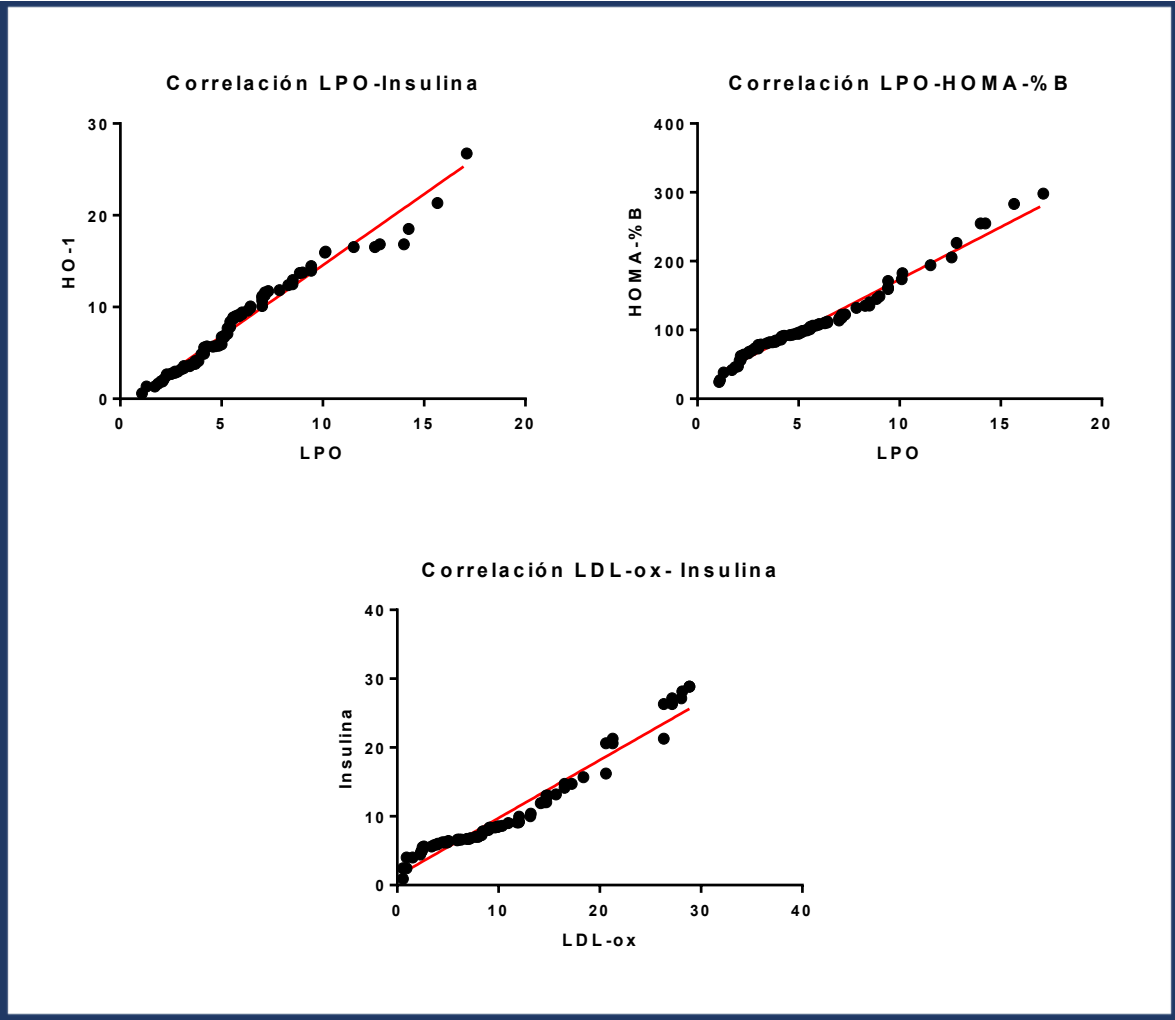 Correlación LPO-Insulina
30
20
10
0
HO-1
0 5 10 15 20
LPO
Correlación LPO-HOMA-%B
400
300
200
100
0
HOMA-%B
0 5 10 15 20
LPO
Correlación LDL-ox- Insulina
40
30
20
10
0
Insulina
0 10 20 30 40
LDL-ox